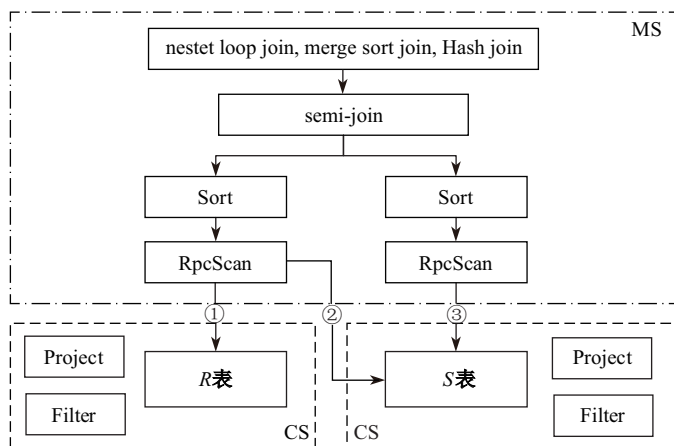 MS
nestet loop join, merge sort join, Hash join
semi-join
Sort
Sort
RpcScan
RpcScan
①
②
③
Project
R表
S表
Project
Filter
CS
CS
Filter